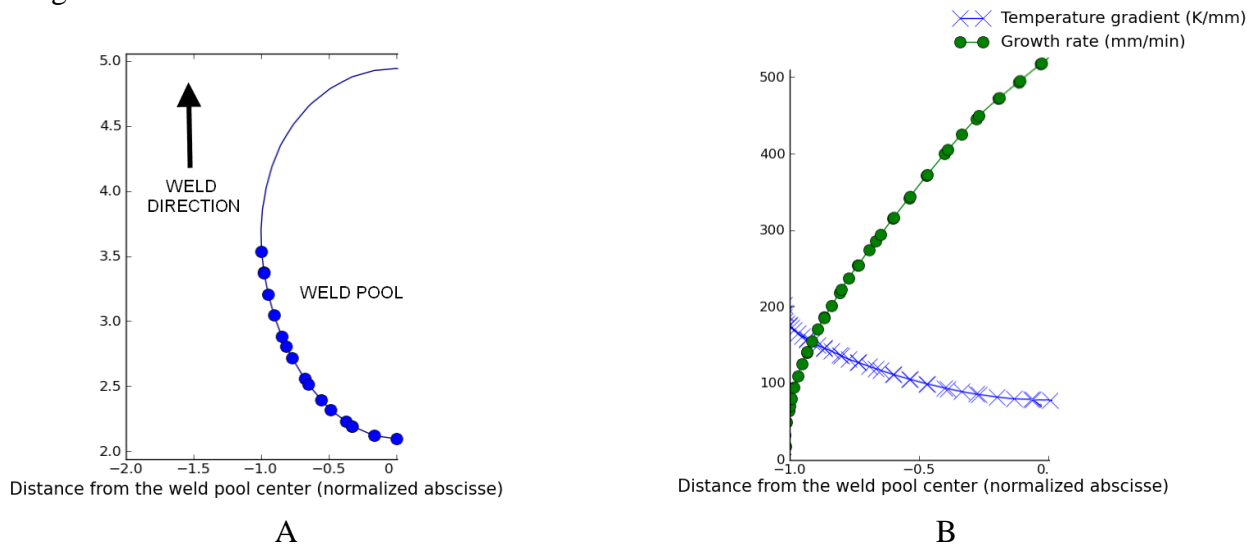 Temperature gradient (K/mm)
Growth rate (mm/min)
5.0
4.5
4.0
3.5
3.0
2.5
2.0
−2.0
−1.5
−1.0
−0.5
0
WELD
DIRECTION
WELD POOL
Distance from the weld pool center (normalized abscisse)
A
500
400
300
200
100
0
−1.0
−0.5
0.
Distance from the weld pool center (normalized abscisse)
B